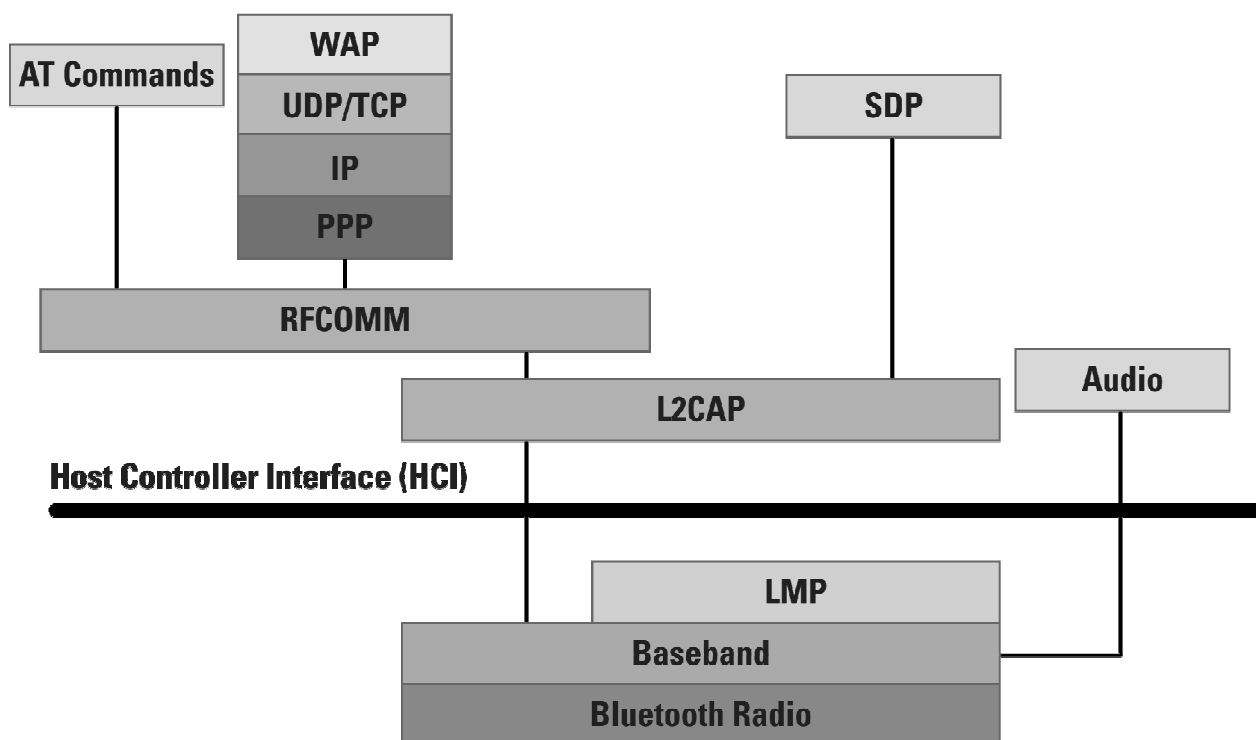 WAP
AT Commands
UDP/TCP
SDP
IP
PPP
RFCOMM
Audio
L2CAP
Host Controller Interface (HCI)
LMP
Baseband
Bluetooth Radio